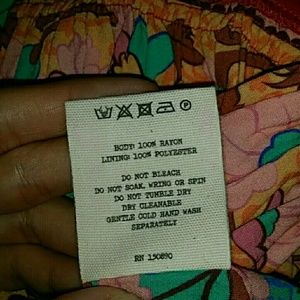 BODY: 100% RAYON
LINING: 100% POLYESTER
DO NOT BLEACH
DO NOT SOAK, WRING OR SPIN
DO NOT TUMBLE DRY
DRY CLEANABLE
GENTLE COLD HAND WASH
SEPARATELY
RN 150890